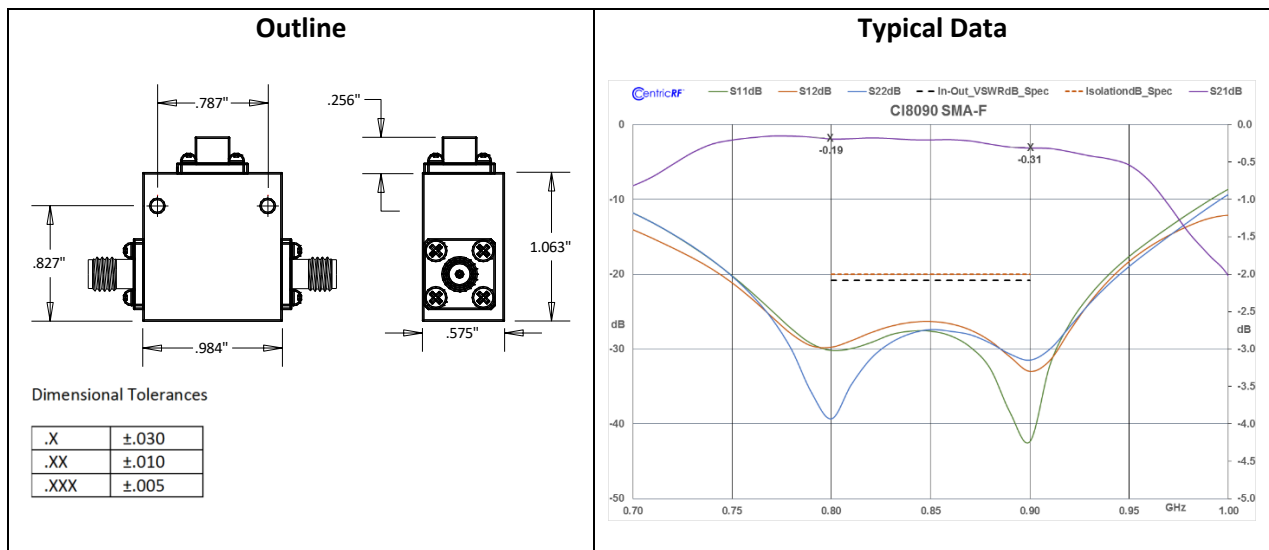 Outline
.787"
.256"
.827"
1.063"
.984"
.575"
Dimensional Tolerances
.X ±.030
.XX ±.010
.XXX ±.005
Typical Data
CentricRF™ S11dB S12dB S22dB In-Out_VSWRdB_Spec IsolationdB_Spec S21dB
CI8090 SMA-F
0 0.0
X X
-0.19 -0.31
-0.5
-10 -1.0
-1.5
-20 -2.0
-2.5
dB dB
-30 -3.0
-3.5
-40 -4.0
-4.5
-50 -5.0
0.70 0.75 0.80 0.85 0.90 0.95 GHz 1.00